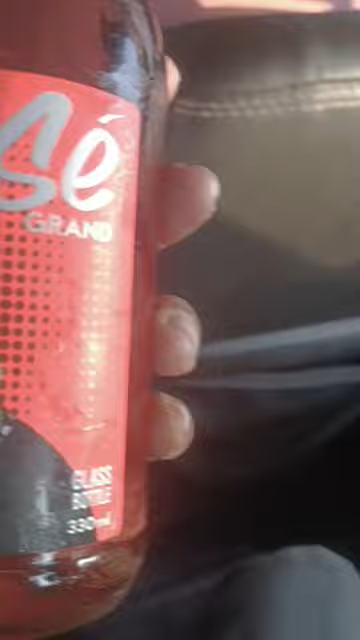 sé
GRAND
GLASS
BOTTLE
330ml